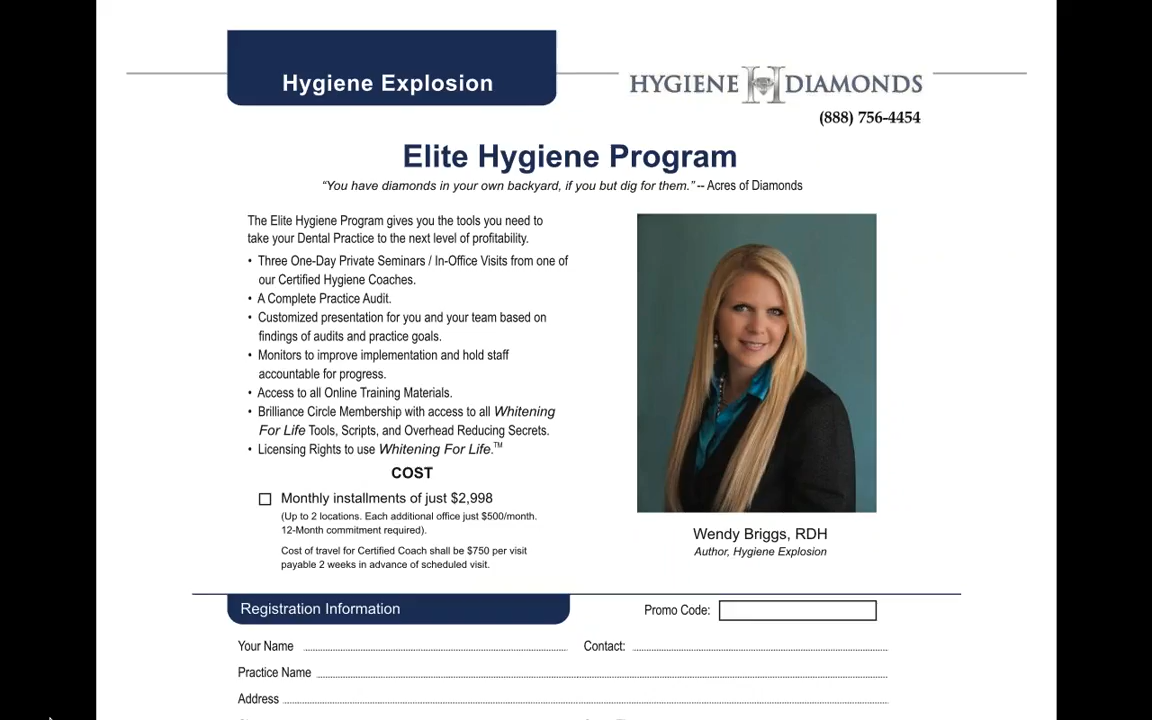 Hygiene Explosion
HYGIENE H DIAMONDS
(888) 756-4454
Elite Hygiene Program
“You have diamonds in your own backyard, if you but dig for them.” -- Acres of Diamonds
The Elite Hygiene Program gives you the tools you need to
take your Dental Practice to the next level of profitability.
• Three One-Day Private Seminars / In-Office Visits from one of
our Certified Hygiene Coaches.
• A Complete Practice Audit.
• Customized presentation for you and your team based on
findings of audits and practice goals.
• Monitors to improve implementation and hold staff
accountable for progress.
• Access to all Online Training Materials.
• Brilliance Circle Membership with access to all Whitening
For Life Tools, Scripts, and Overhead Reducing Secrets.
• Licensing Rights to use Whitening For Life.TM
COST
Monthly installments of just $2,998
(Up to 2 locations. Each additional office just $500/month.
12-Month commitment required).
Cost of travel for Certified Coach shall be $750 per visit
payable 2 weeks in advance of scheduled visit.
Wendy Briggs, RDH
Author, Hygiene Explosion
Registration Information
Promo Code:
Your Name
Contact:
Practice Name
Address